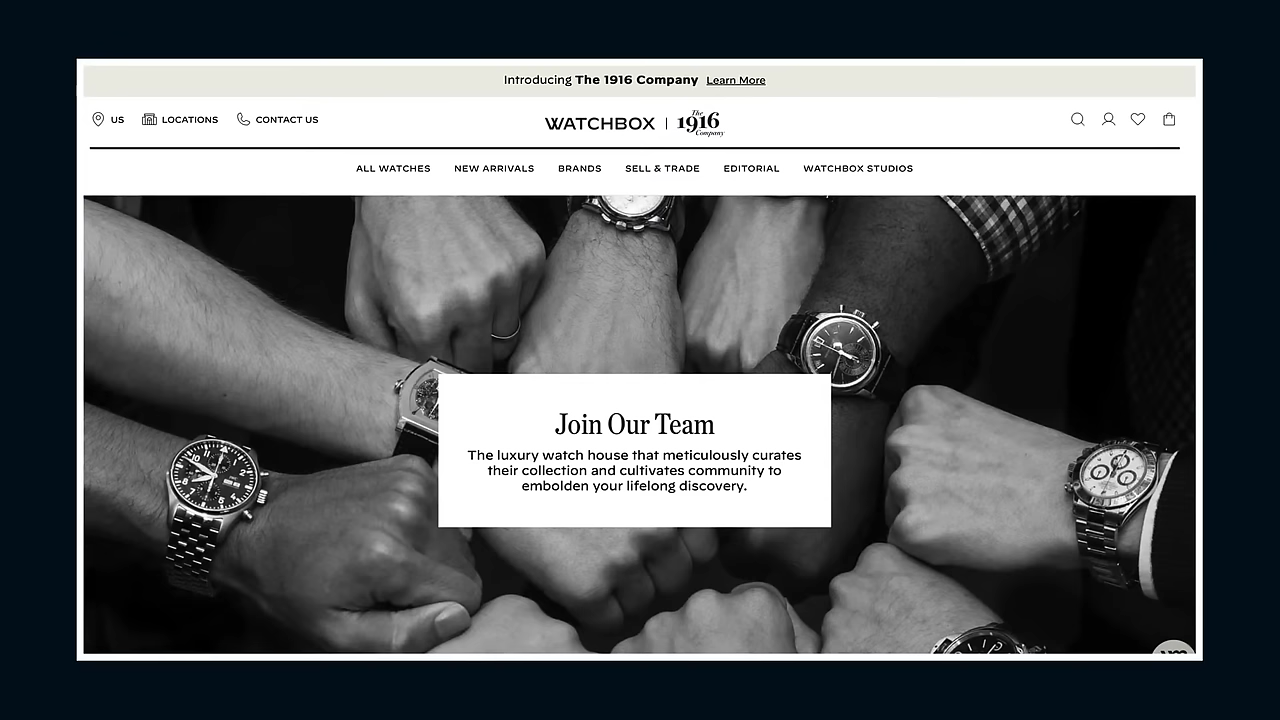 Introducing The 1916 Company Learn More
US LOCATIONS CONTACT US
WATCHBOX | The 1916 Company
ALL WATCHES NEW ARRIVALS BRANDS SELL & TRADE EDITORIAL WATCHBOX STUDIOS
Join Our Team
The luxury watch house that meticulously curates
their collection and cultivates community to
embolden your lifelong discovery.